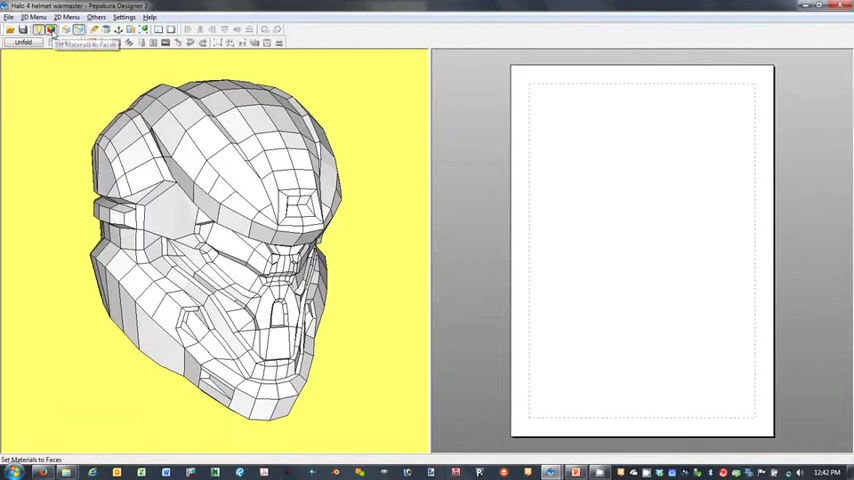 Halo 4 helmet warmaster - Pepakura Designer 3
File 3D Menu 2D Menu Others Settings Help
Set Materials to Faces
Unfold
Set Materials to Faces
12:42 PM